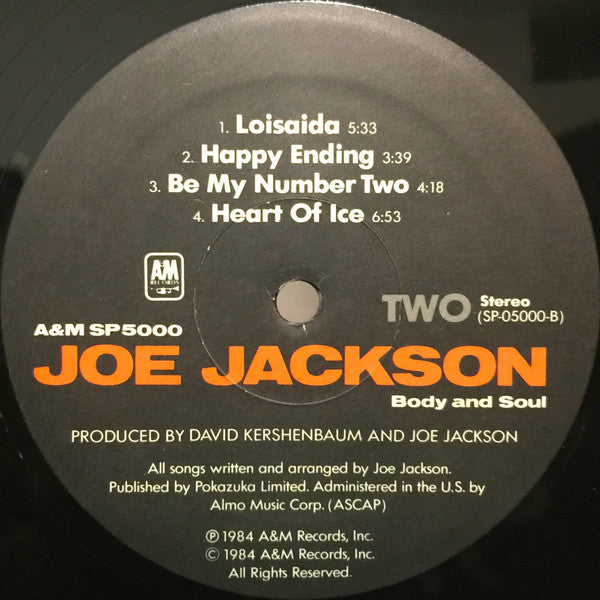 1. Loisaida 5:33
2. Happy Ending 3:39
3. Be My Number Two 4:18
4. Heart Of Ice 6:53
A&M
RECORDS
TWO Stereo
(SP-05000-B)
A&M SP5000
JOE JACKSON
Body and Soul
PRODUCED BY DAVID KERSHENBAUM AND JOE JACKSON
All songs written and arranged by Joe Jackson.
Published by Pokazuka Limited. Administered in the U.S. by
Almo Music Corp. (ASCAP)
Ⓟ 1984 A&M Records, Inc.
© 1984 A&M Records, Inc.
All Rights Reserved.